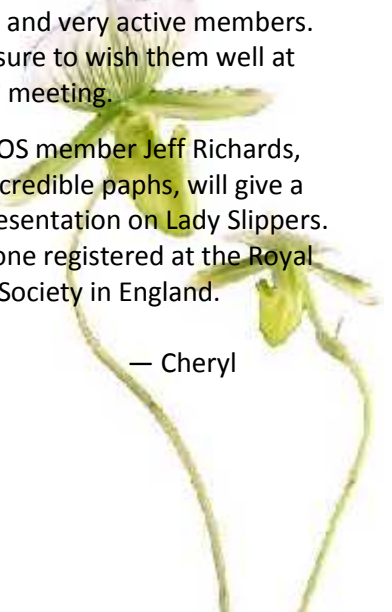 and very active members.
sure to wish them well at
meeting.
OS member Jeff Richards,
credible paphs, will give a
esentation on Lady Slippers.
one registered at the Royal
Society in England.
— Cheryl